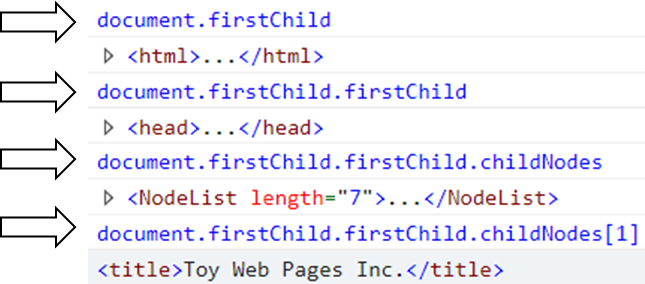 document.firstChild
<html>...</html>
document.firstChild.firstChild
<head>...</head>
document.firstChild.firstChild.childNodes
<NodeList length="7">...</NodeList>
document.firstChild.firstChild.childNodes[1]
<title>Toy Web Pages Inc.</title>